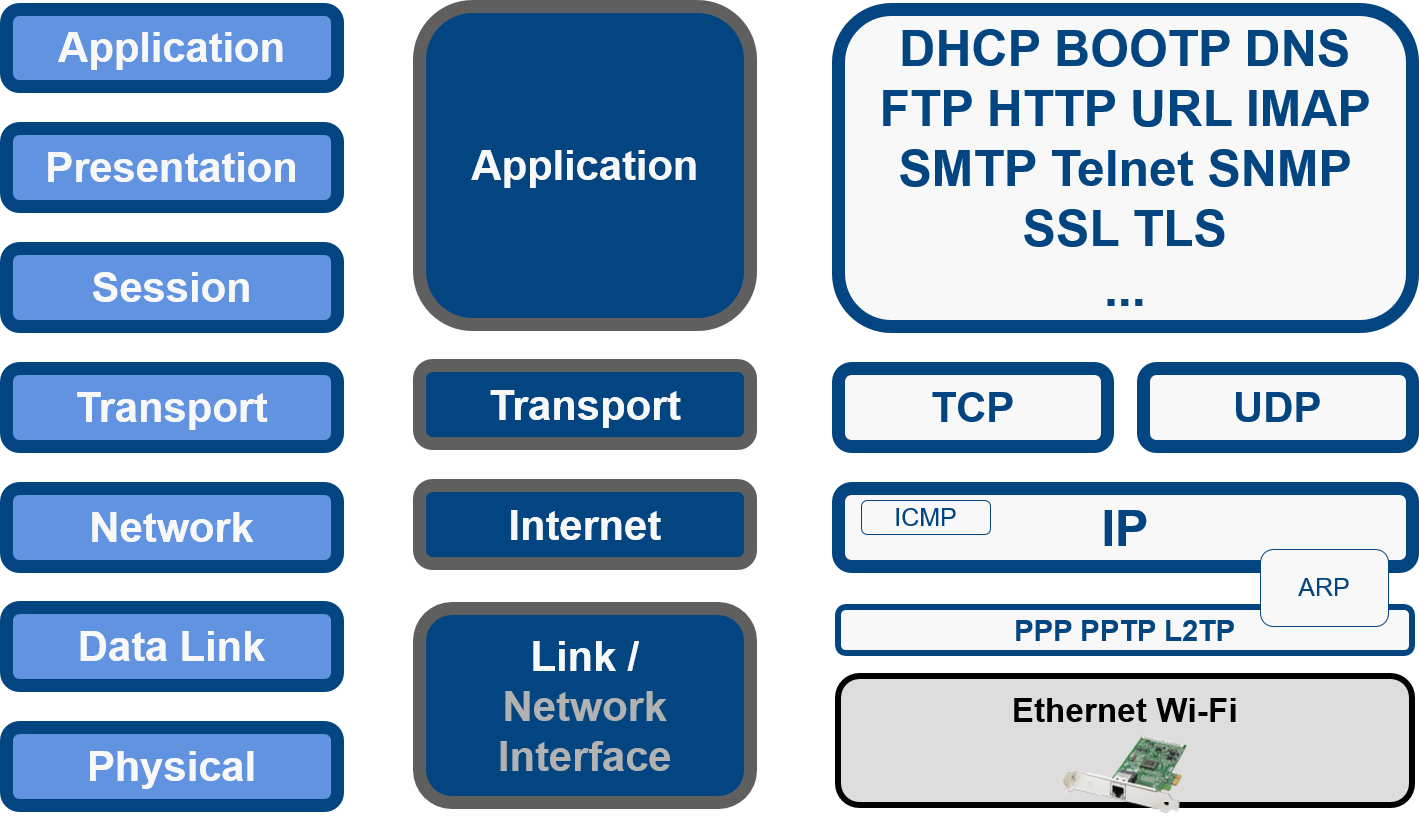 Application
Presentation
Session
Transport
Network
Data Link
Physical
Application
Transport
Internet
Link /
Network
Interface
DHCP BOOTP DNS
FTP HTTP URL IMAP
SMTP Telnet SNMP
SSL TLS
...
TCP
UDP
ICMP
IP
ARP
PPP PPTP L2TP
Ethernet Wi-Fi